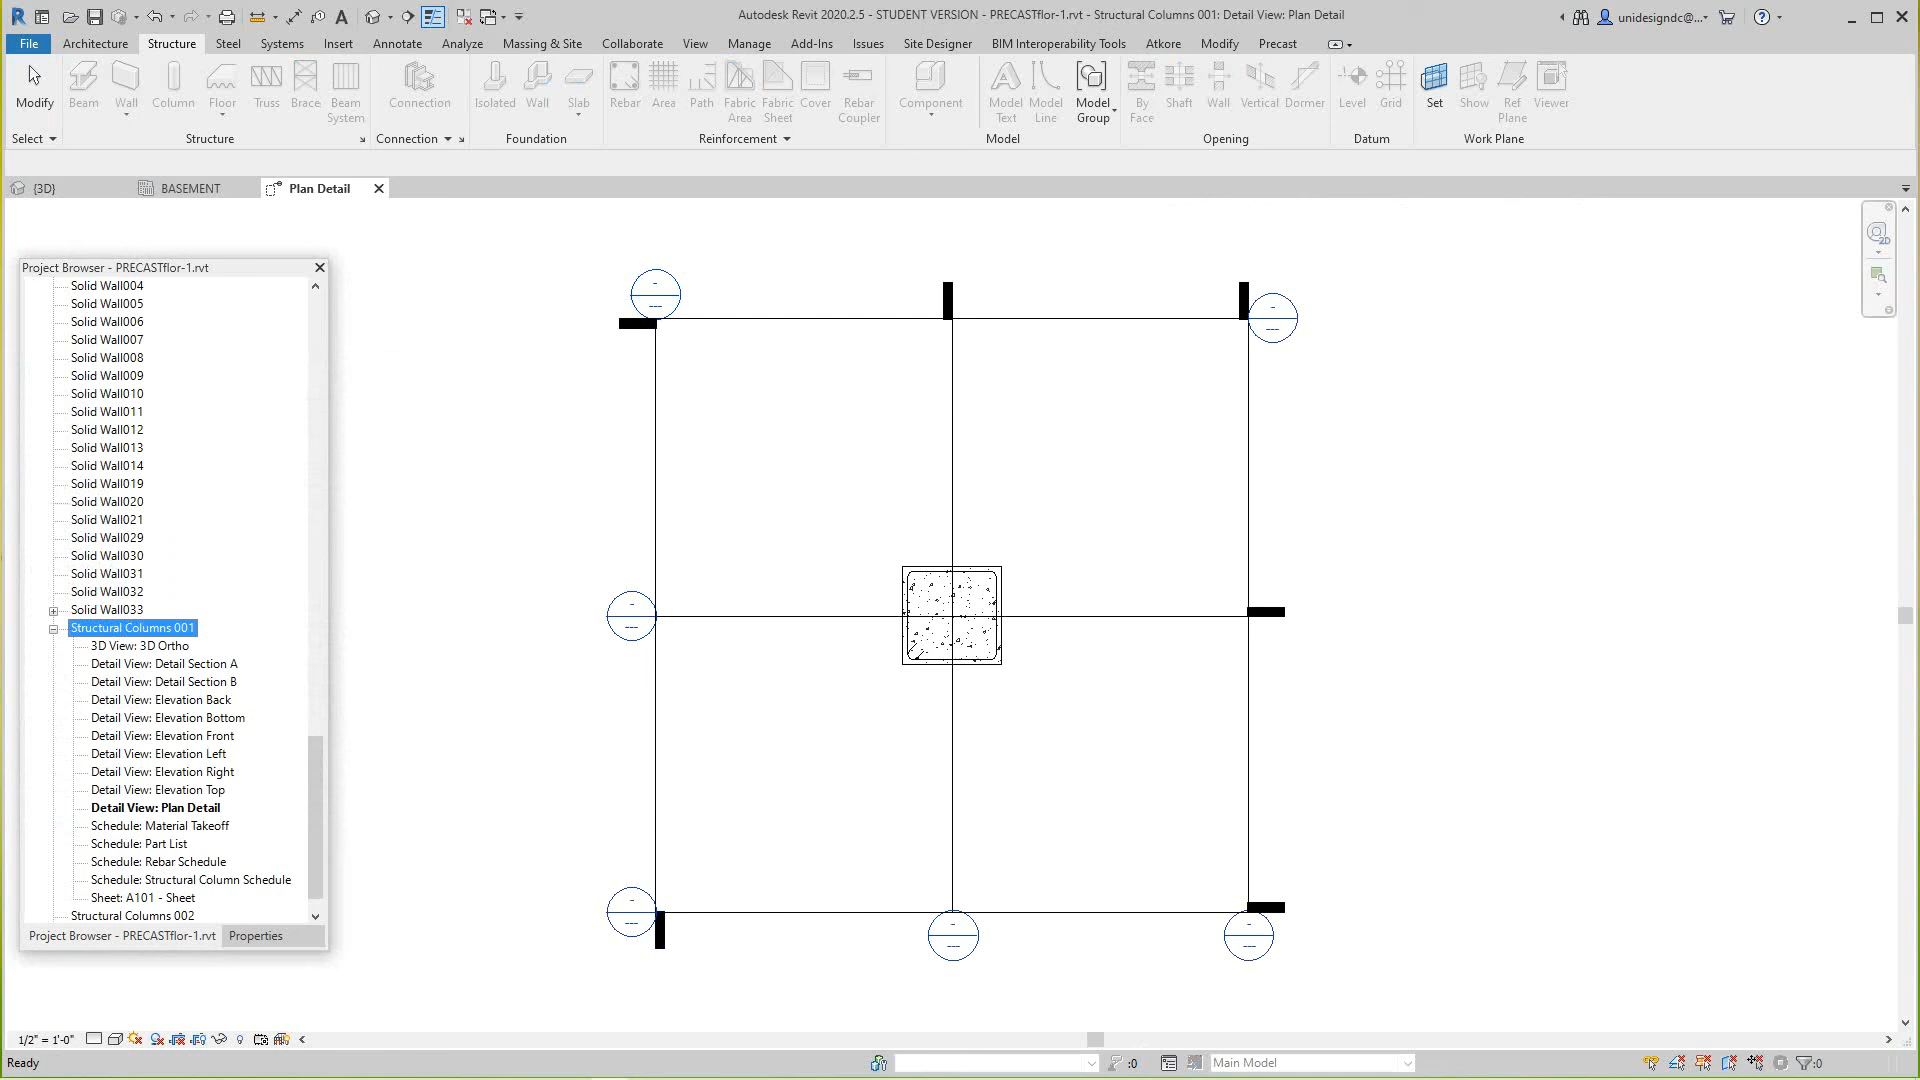 Autodesk Revit 2020.2.5 - STUDENT VERSION - PRECASTflor-1.rvt - Structural Columns 001: Detail View: Plan Detail
unidesigndc@...
File Architecture Structure Steel Systems Insert Annotate Analyze Massing & Site Collaborate View Manage Add-Ins Issues Site Designer BIM Interoperability Tools Atkore Modify Precast
Modify Beam Wall Column Floor Truss Brace Beam System Connection Isolated Wall Slab Rebar Area Path Fabric Area Fabric Sheet Cover Rebar Coupler Component Model Text Model Line Model Group By Face Shaft Wall Vertical Dormer Level Grid Set Show Ref Plane Viewer
Select Structure Connection Foundation Reinforcement Model Opening Datum Work Plane
{3D} BASEMENT Plan Detail
2D
Project Browser - PRECASTflor-1.rvt
Solid Wall004
Solid Wall005
Solid Wall006
Solid Wall007
Solid Wall008
Solid Wall009
Solid Wall010
Solid Wall011
Solid Wall012
Solid Wall013
Solid Wall014
Solid Wall019
Solid Wall020
Solid Wall021
Solid Wall029
Solid Wall030
Solid Wall031
Solid Wall032
Solid Wall033
Structural Columns 001
3D View: 3D Ortho
Detail View: Detail Section A
Detail View: Detail Section B
Detail View: Elevation Back
Detail View: Elevation Bottom
Detail View: Elevation Front
Detail View: Elevation Left
Detail View: Elevation Right
Detail View: Elevation Top
Detail View: Plan Detail
Schedule: Material Takeoff
Schedule: Part List
Schedule: Rebar Schedule
Schedule: Structural Column Schedule
Sheet: A101 - Sheet
Structural Columns 002
Project Browser - PRECASTflor-1.rvt Properties
1/2" = 1'-0"
Ready :0 Main Model :0